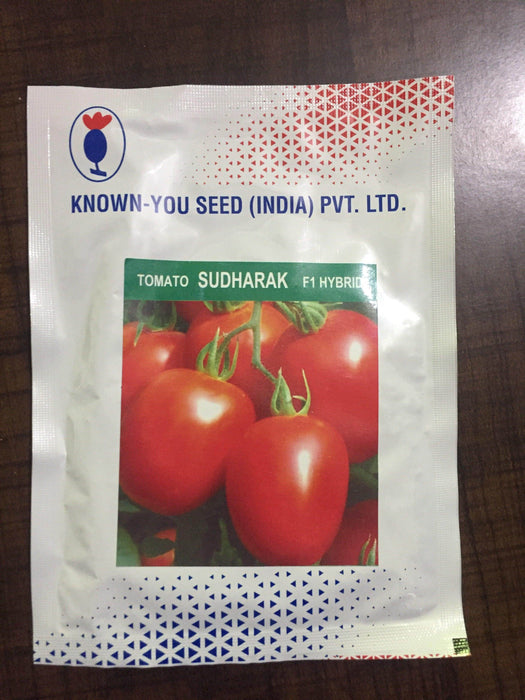 KNOWN-YOU SEED (INDIA) PVT. LTD.
TOMATO SUDHARAK F1 HYBRID